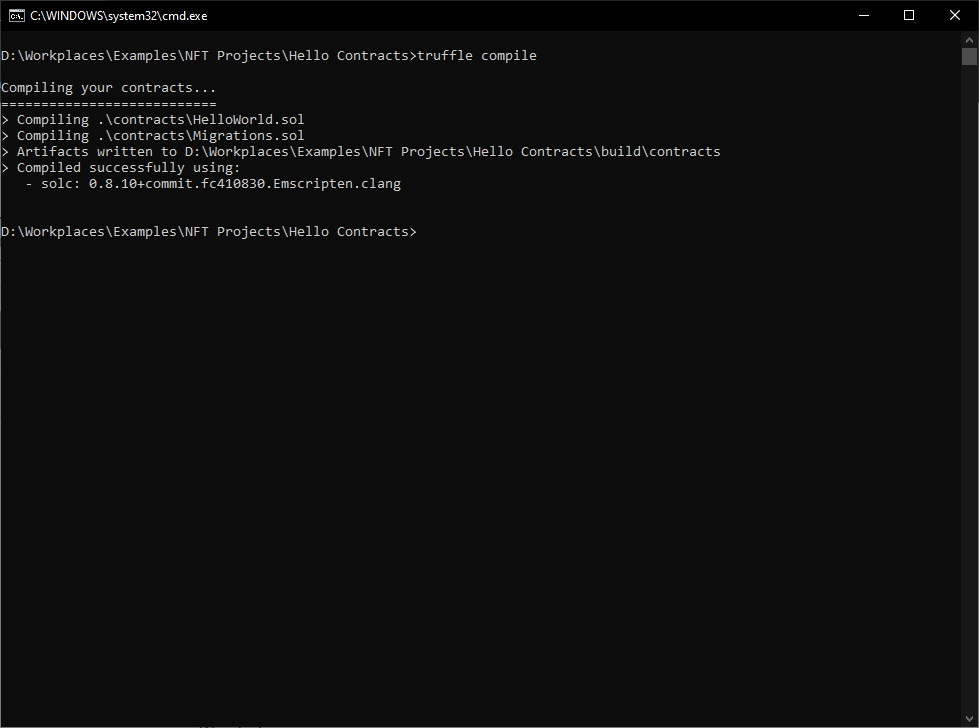 C:\WINDOWS\system32\cmd.exe
D:\Workplaces\Examples\NFT Projects\Hello Contracts>truffle compile
Compiling your contracts...
===========================
> Compiling .\contracts\HelloWorld.sol
> Compiling .\contracts\Migrations.sol
> Artifacts written to D:\Workplaces\Examples\NFT Projects\Hello Contracts\build\contracts
> Compiled successfully using:
   - solc: 0.8.10+commit.fc410830.Emscripten.clang
D:\Workplaces\Examples\NFT Projects\Hello Contracts>